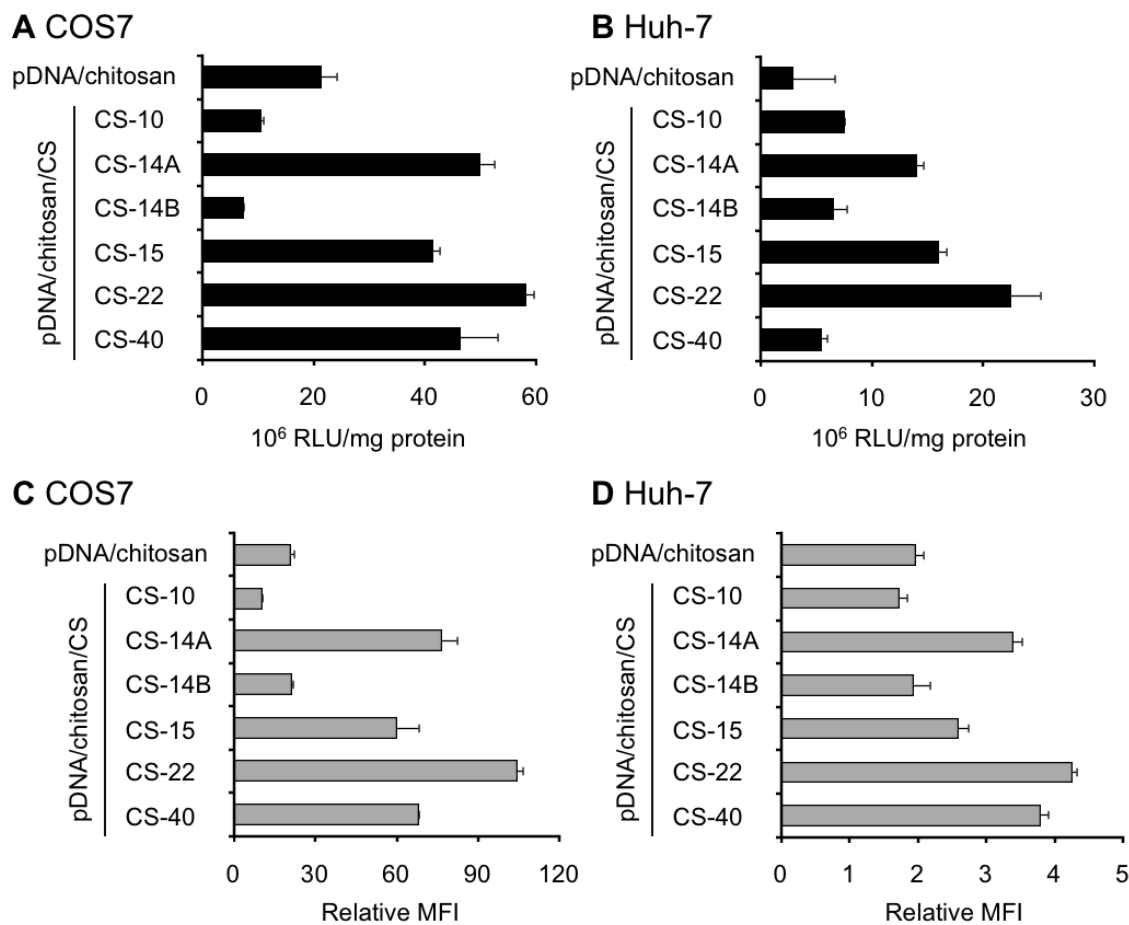 A COS7
pDNA/chitosan
pDNA/chitosan/CS
CS-10
CS-14A
CS-14B
CS-15
CS-22
CS-40
0 20 40 60
10⁶ RLU/mg protein
B Huh-7
pDNA/chitosan
pDNA/chitosan/CS
CS-10
CS-14A
CS-14B
CS-15
CS-22
CS-40
0 10 20 30
10⁶ RLU/mg protein
C COS7
pDNA/chitosan
pDNA/chitosan/CS
CS-10
CS-14A
CS-14B
CS-15
CS-22
CS-40
0 30 60 90 120
Relative MFI
D Huh-7
pDNA/chitosan
pDNA/chitosan/CS
CS-10
CS-14A
CS-14B
CS-15
CS-22
CS-40
0 1 2 3 4 5
Relative MFI